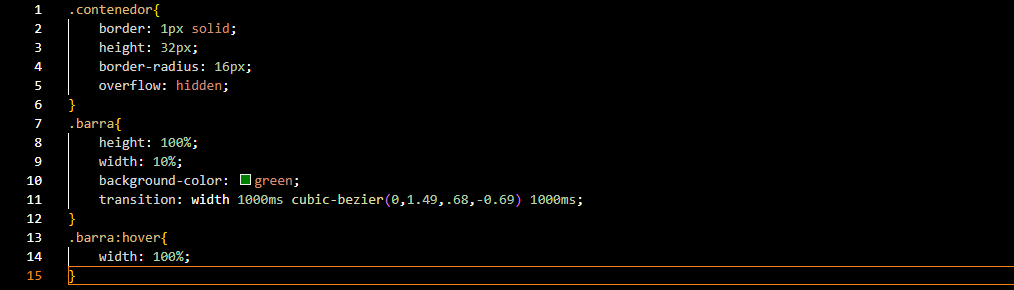 1 .contenedor{
2     border: 1px solid;
3     height: 32px;
4     border-radius: 16px;
5     overflow: hidden;
6 }
7 .barra{
8     height: 100%;
9     width: 10%;
10     background-color: green;
11     transition: width 1000ms cubic-bezier(0,1.49,.68,-0.69) 1000ms;
12 }
13 .barra:hover{
14     width: 100%;
15 }